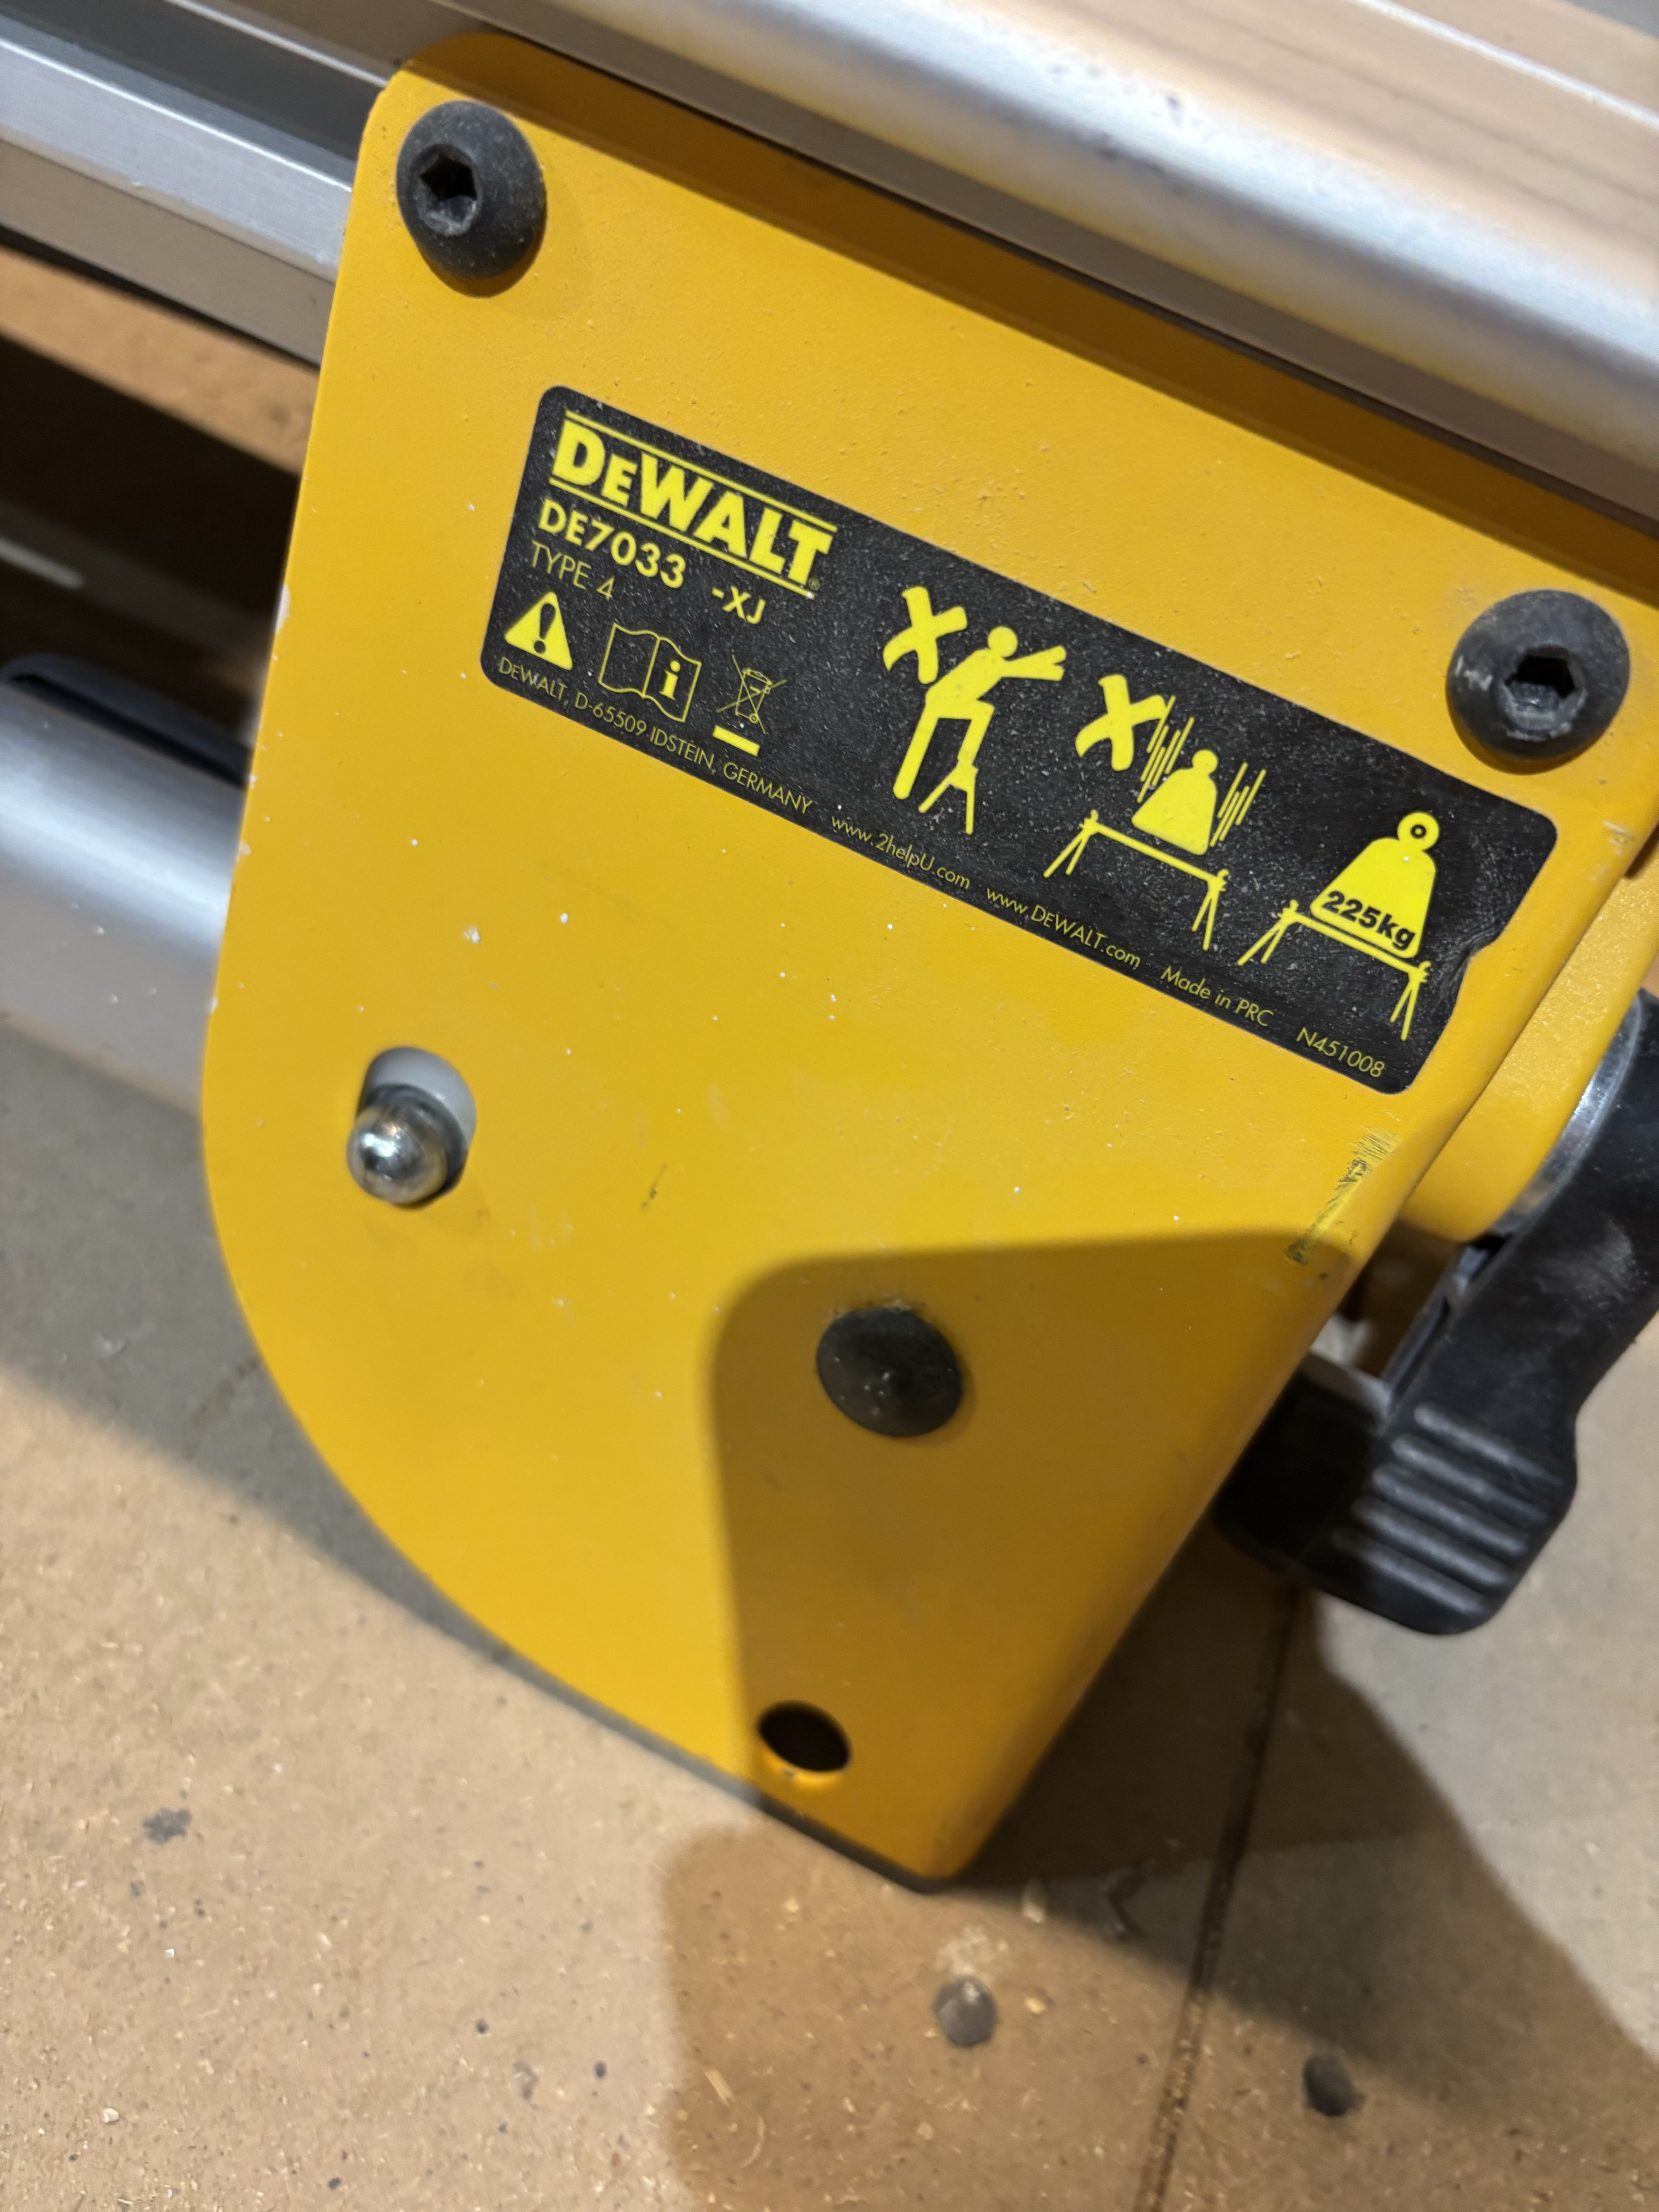 DEWALT
DE7033 -XJ
TYPE 4
DEWALT, D-65509 IDSTEIN, GERMANY www.2helpU.com www.DEWALT.com Made in PRC N451008
225kg